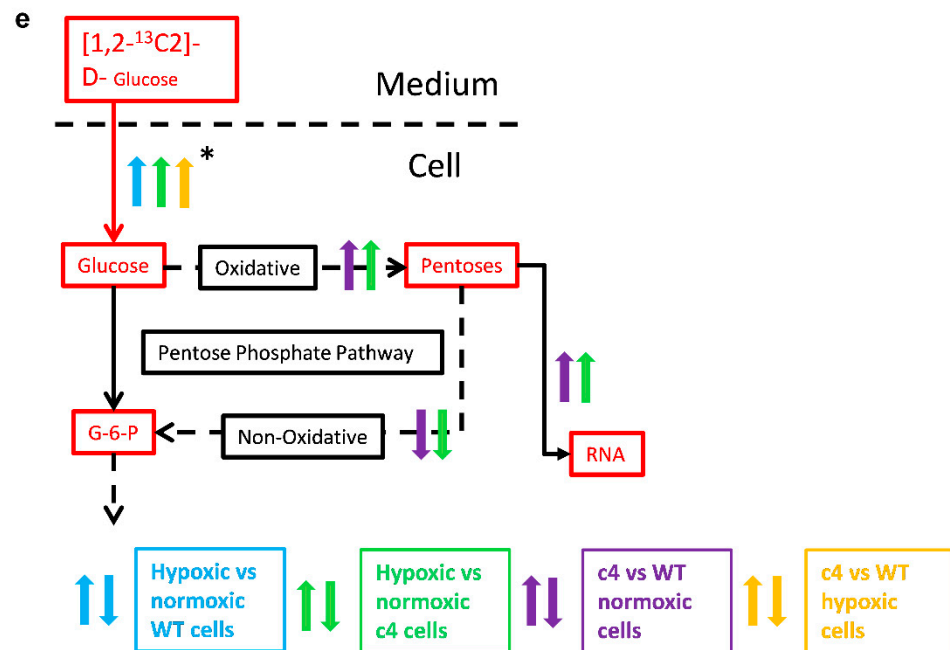 e
[1,2-¹³C2]-
D- Glucose
Medium
Cell
*
Glucose
Oxidative
Pentoses
Pentose Phosphate Pathway
G-6-P
Non-Oxidative
RNA
Hypoxic vs
normoxic
WT cells
Hypoxic vs
normoxic
c4 cells
c4 vs WT
normoxic
cells
c4 vs WT
hypoxic
cells